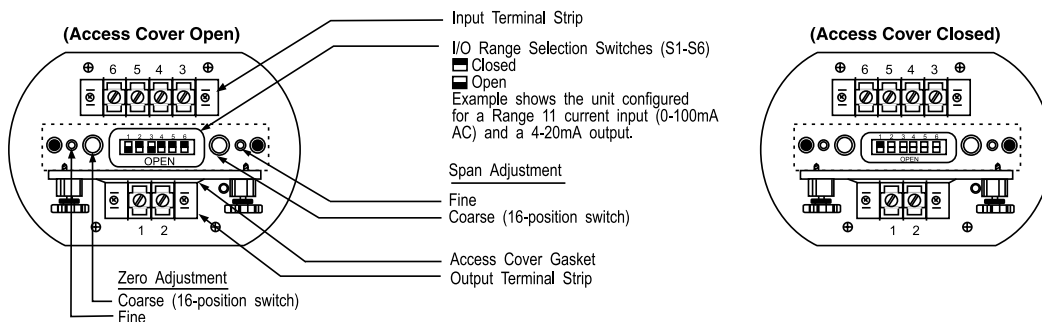 (Access Cover Open)
6 5 4 3
1 2 3 4 5 6
OPEN
1 2
Zero Adjustment
Coarse (16-position switch)
Fine
Input Terminal Strip
I/O Range Selection Switches (S1-S6)
Closed
Open
Example shows the unit configured
for a Range 11 current input (0-100mA
AC) and a 4-20mA output.
Span Adjustment
Fine
Coarse (16-position switch)
Access Cover Gasket
Output Terminal Strip
(Access Cover Closed)
6 5 4 3
1 2 3 4 5 6
OPEN
1 2